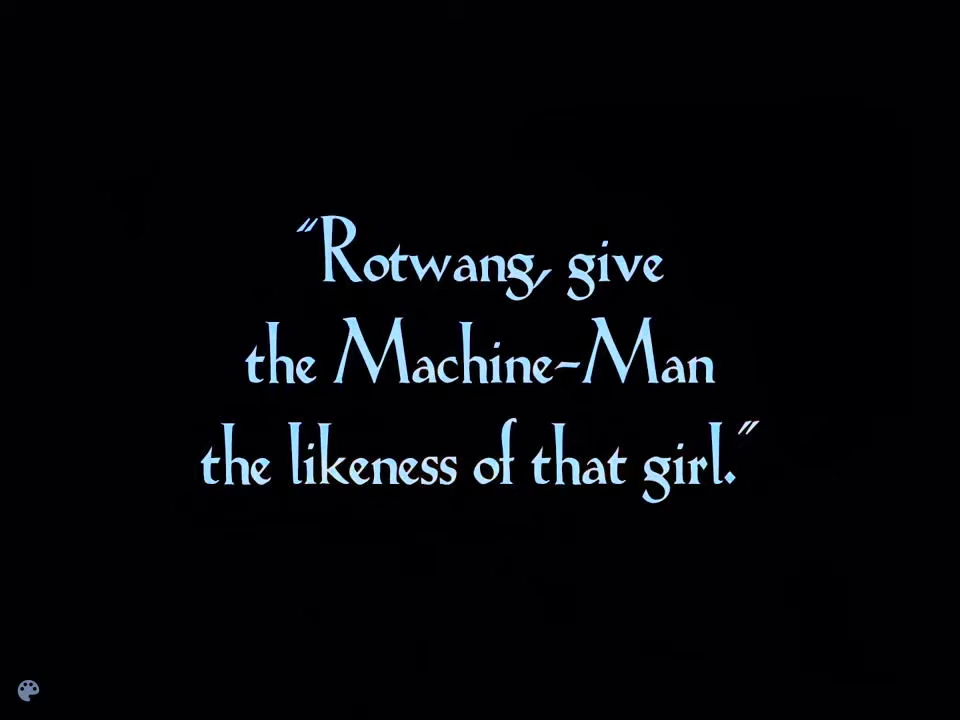 “Rotwang, give
the Machine-Man
the likeness of that girl.”